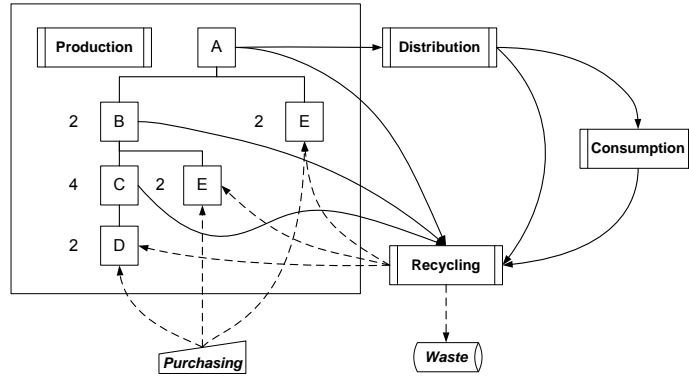 Production
A
Distribution
2
B
2
E
Consumption
4
C
2
E
2
D
Recycling
Purchasing
Waste